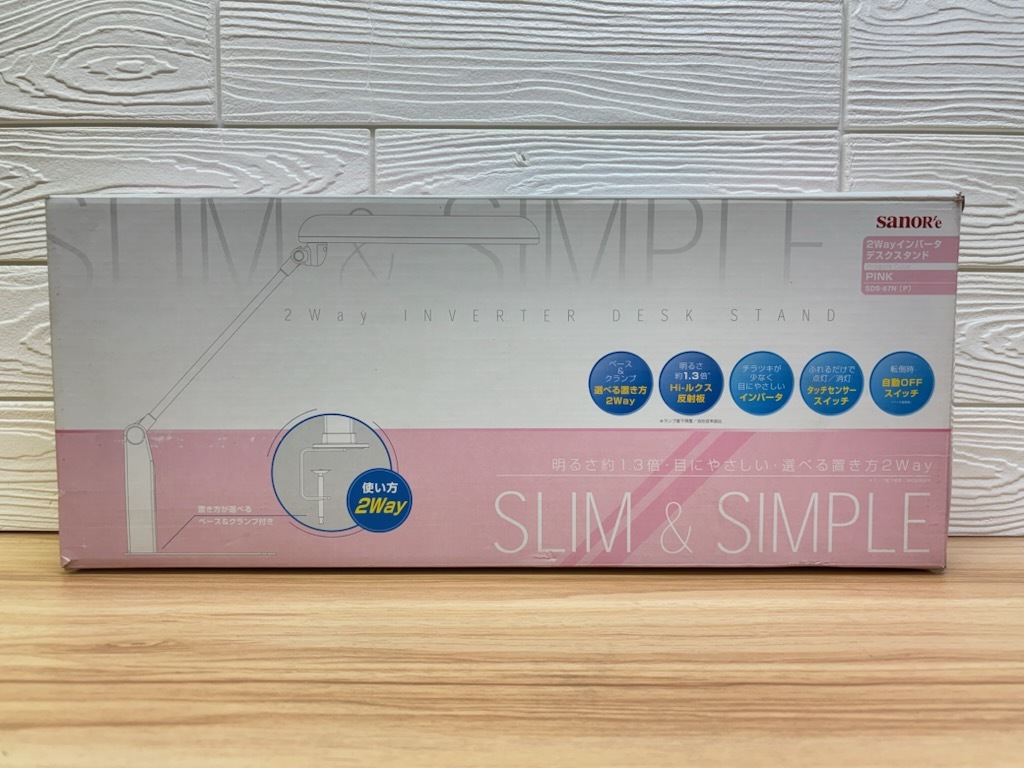 SLIM & SIMPLE
sanoR'e
2Wayインバータ
デスクスタンド
PINK
SDS-87N (P)
2Way INVERTER DESK STAND
ベース
&
クランプ
選べる置き方
2Way
明るさ
約1.3倍
Hi-ルクス
反射板
チラツキが
少なく
目にやさしい
インバータ
ふれるだけで
点灯/消灯
タッチセンサー
スイッチ
転倒時
自動OFF
スイッチ
明るさ約1.3倍・目にやさしい・選べる置き方2Way
使い方
2Way
置き方が選べる
ベース&クランプ付き
SLIM & SIMPLE